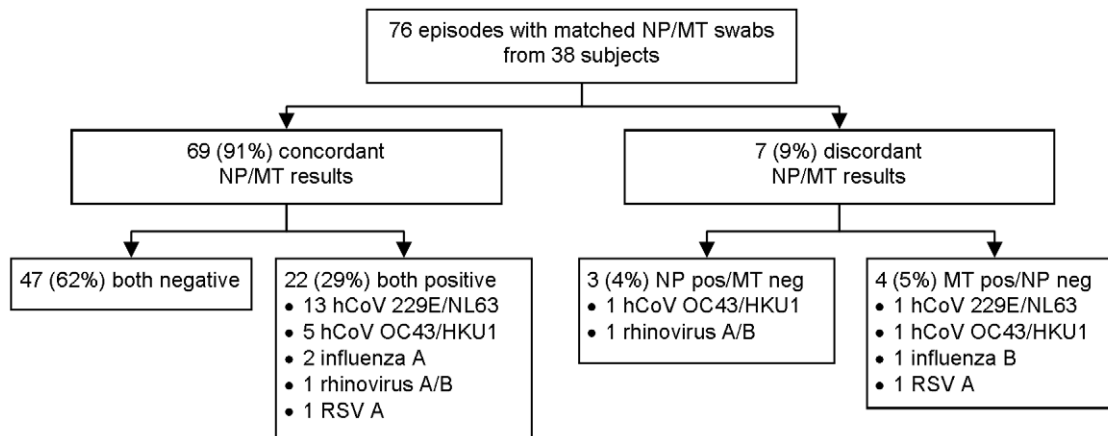 76 episodes with matched NP/MT swabs
from 38 subjects
69 (91%) concordant
NP/MT results
7 (9%) discordant
NP/MT results
47 (62%) both negative
22 (29%) both positive
• 13 hCoV 229E/NL63
• 5 hCoV OC43/HKU1
• 2 influenza A
• 1 rhinovirus A/B
• 1 RSV A
3 (4%) NP pos/MT neg
• 1 hCoV OC43/HKU1
• 1 rhinovirus A/B
4 (5%) MT pos/NP neg
• 1 hCoV 229E/NL63
• 1 hCoV OC43/HKU1
• 1 influenza B
• 1 RSV A